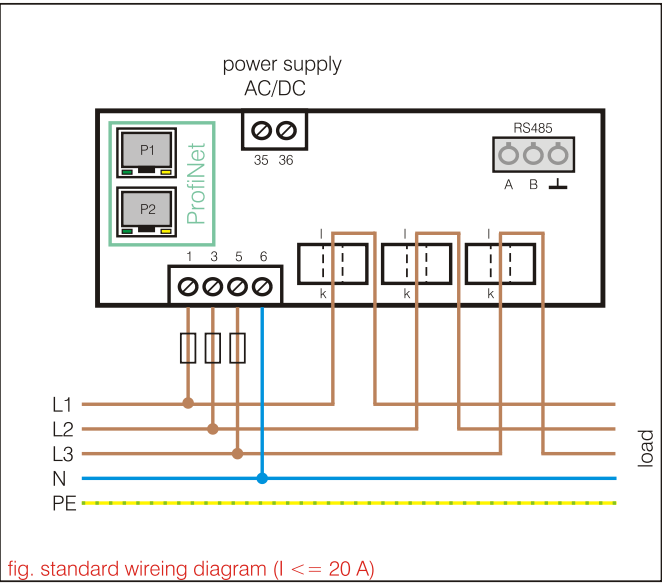 power supply
AC/DC
35 36
RS485
A B
P1
P2
ProfiNet
1 3 5 6
l l l
k k k
L1
L2
L3
N
PE
load
fig. standard wireing diagram (I <= 20 A)